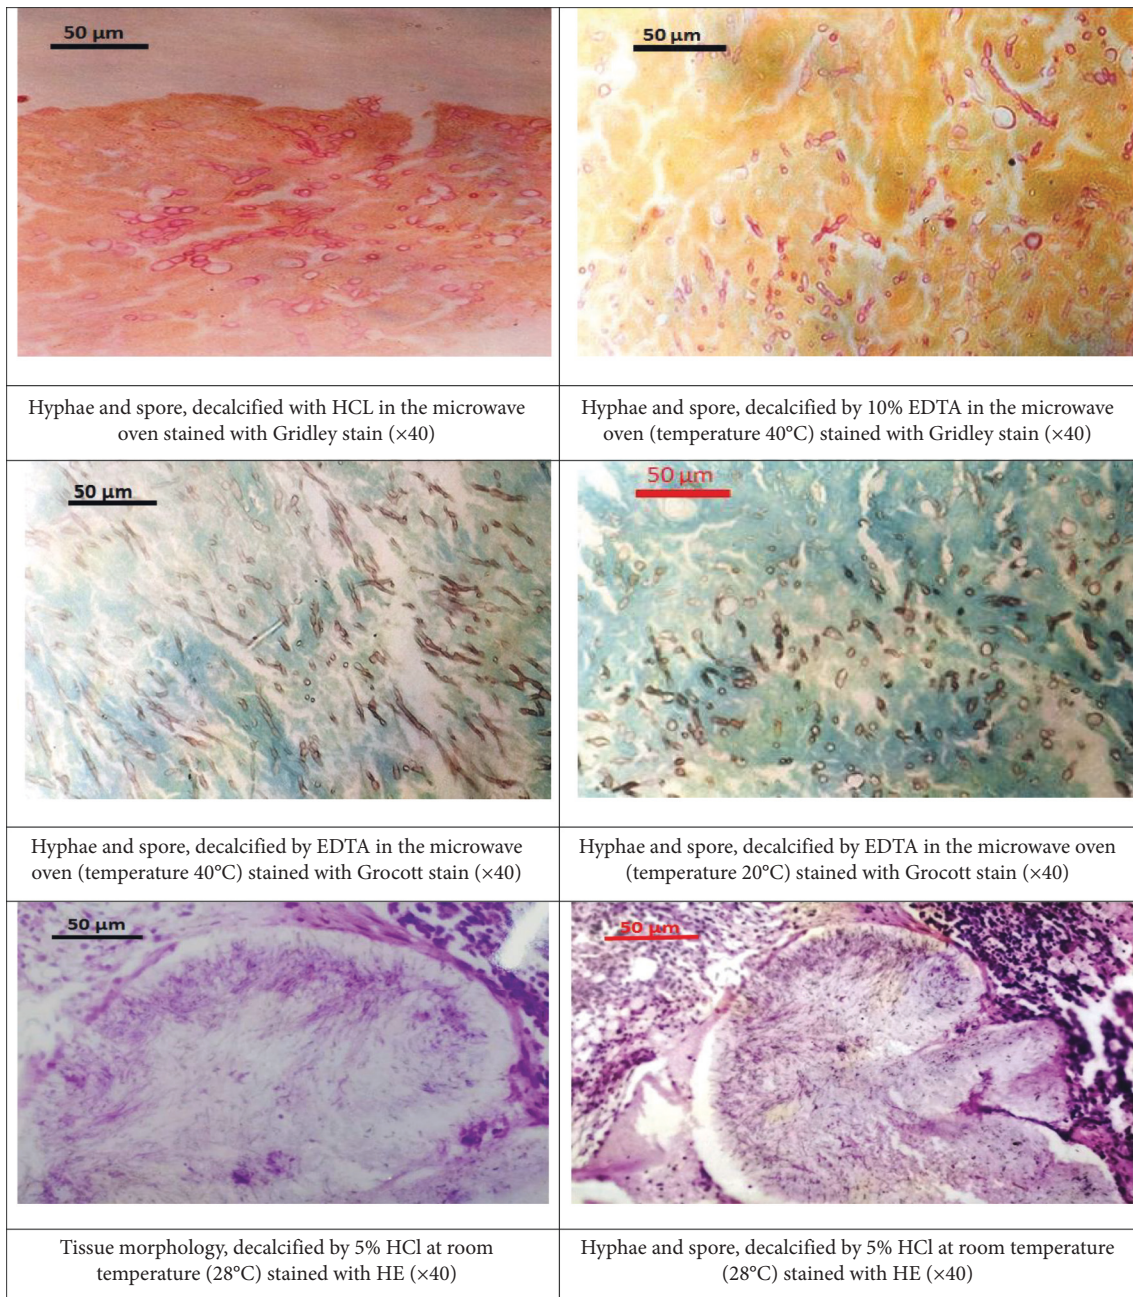 50 µm
50 µm
Hyphae and spore, decalcified with HCL in the microwave
oven stained with Gridley stain (×40)
Hyphae and spore, decalcified by 10% EDTA in the microwave
oven (temperature 40°C) stained with Gridley stain (×40)
50 µm
50 µm
Hyphae and spore, decalcified by EDTA in the microwave
oven (temperature 40°C) stained with Grocott stain (×40)
Hyphae and spore, decalcified by EDTA in the microwave oven
(temperature 20°C) stained with Grocott stain (×40)
50 µm
50 µm
Tissue morphology, decalcified by 5% HCl at room
temperature (28°C) stained with HE (×40)
Hyphae and spore, decalcified by 5% HCl at room temperature
(28°C) stained with HE (×40)